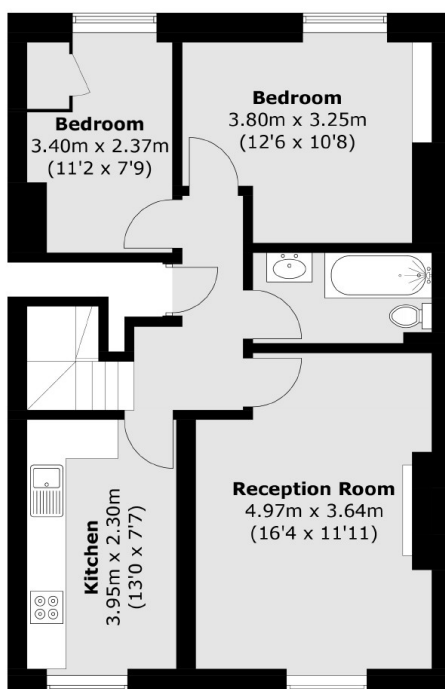 Bedroom
3.40m x 2.37m
(11'2 x 7'9)
Bedroom
3.80m x 3.25m
(12'6 x 10'8)
Reception Room
4.97m x 3.64m
(16'4 x 11'11)
Kitchen
3.95m x 2.30m
(13'0 x 7'7)